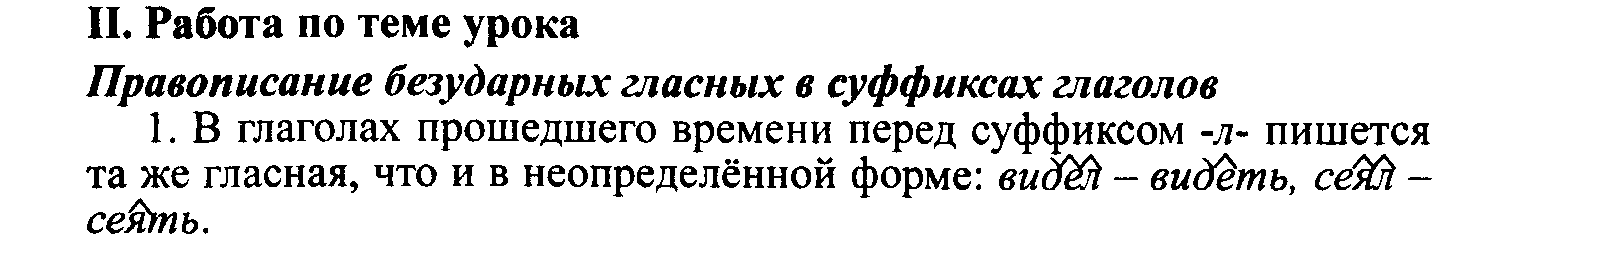 II. Работа по теме урока
Правописание безударных гласных в суффиксах глаголов
1. В глаголах прошедшего времени перед суффиксом -л- пишется
та же гласная, что и в неопределённой форме: видел – видеть, сеял –
сеять.